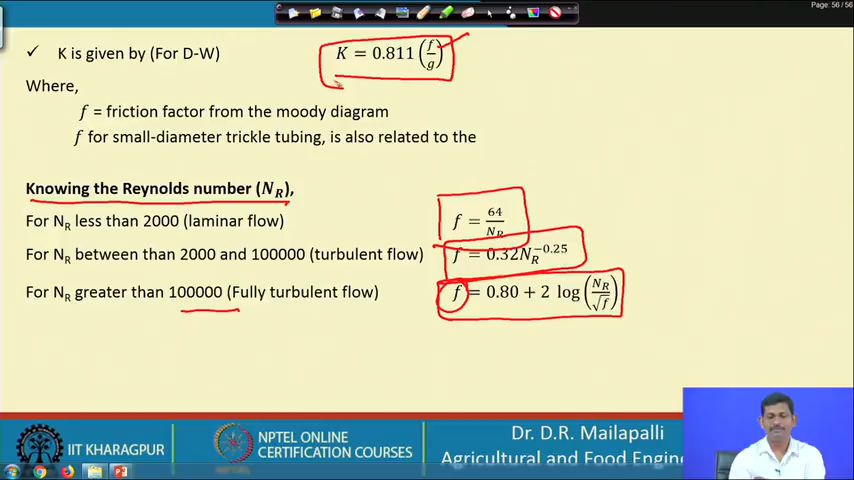 Page: 56 / 56
✓ K is given by (For D-W) K = 0.811 (f/g)
Where,
f = friction factor from the moody diagram
f for small-diameter trickle tubing, is also related to the
Knowing the Reynolds number (N_R),
For N_R less than 2000 (laminar flow) f = 64/N_R
For N_R between than 2000 and 100000 (turbulent flow) f = 0.32N_R^−0.25
For N_R greater than 100000 (Fully turbulent flow) f = 0.80 + 2 log (N_R/√f)
IIT KHARAGPUR
NPTEL ONLINE
CERTIFICATION COURSES
Dr. D.R. Mailapalli
Agricultural and Food Engine